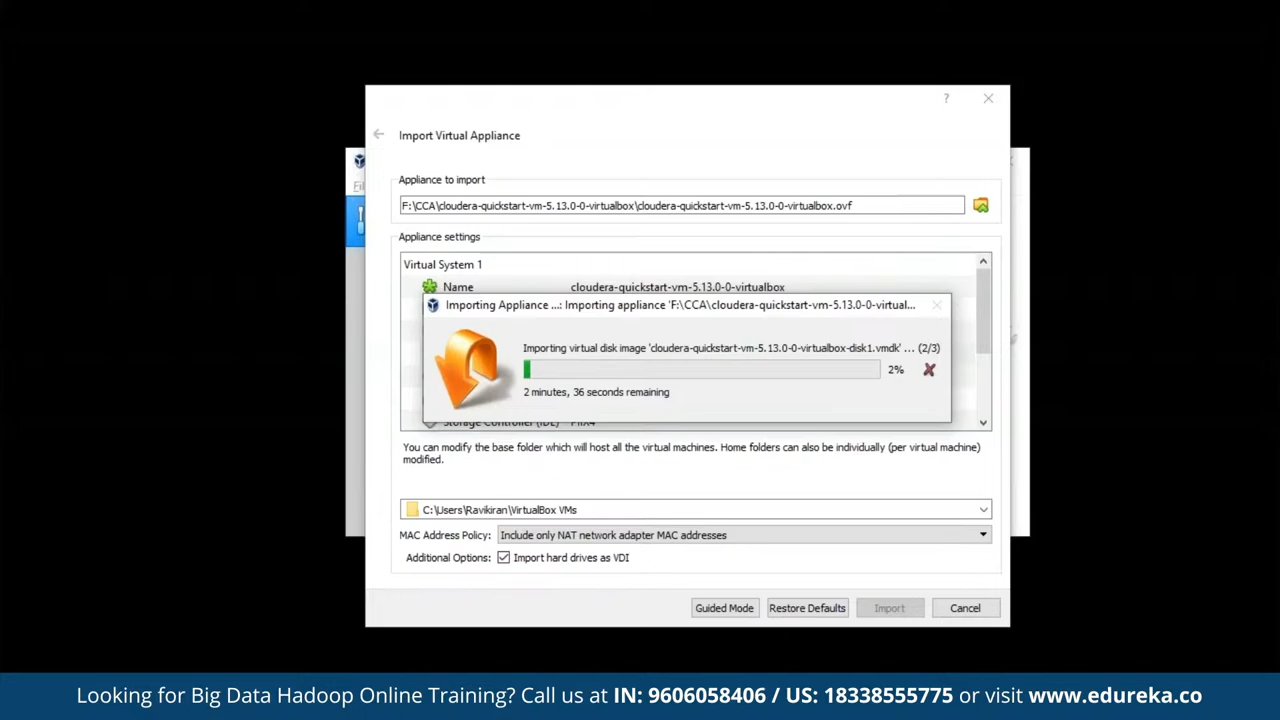 Import Virtual Appliance
Appliance to import
F:\CCA\cloudera-quickstart-vm-5.13.0-0-virtualbox\cloudera-quickstart-vm-5.13.0-0-virtualbox.ovf
Appliance settings
Virtual System 1
Name cloudera-quickstart-vm-5.13.0-0-virtualbox
Importing Appliance ...: Importing appliance 'F:\CCA\cloudera-quickstart-vm-5.13.0-0-virtual...
Importing virtual disk image 'cloudera-quickstart-vm-5.13.0-0-virtualbox-disk1.vmdk' ... (2/3)
2%
2 minutes, 36 seconds remaining
Storage Controller (IDE) PIIX4
You can modify the base folder which will host all the virtual machines. Home folders can also be individually (per virtual machine)
modified.
C:\Users\Ravikiran\VirtualBox VMs
MAC Address Policy: Include only NAT network adapter MAC addresses
Additional Options: Import hard drives as VDI
Guided Mode Restore Defaults Import Cancel
Looking for Big Data Hadoop Online Training? Call us at IN: 9606058406 / US: 18338555775 or visit www.edureka.co